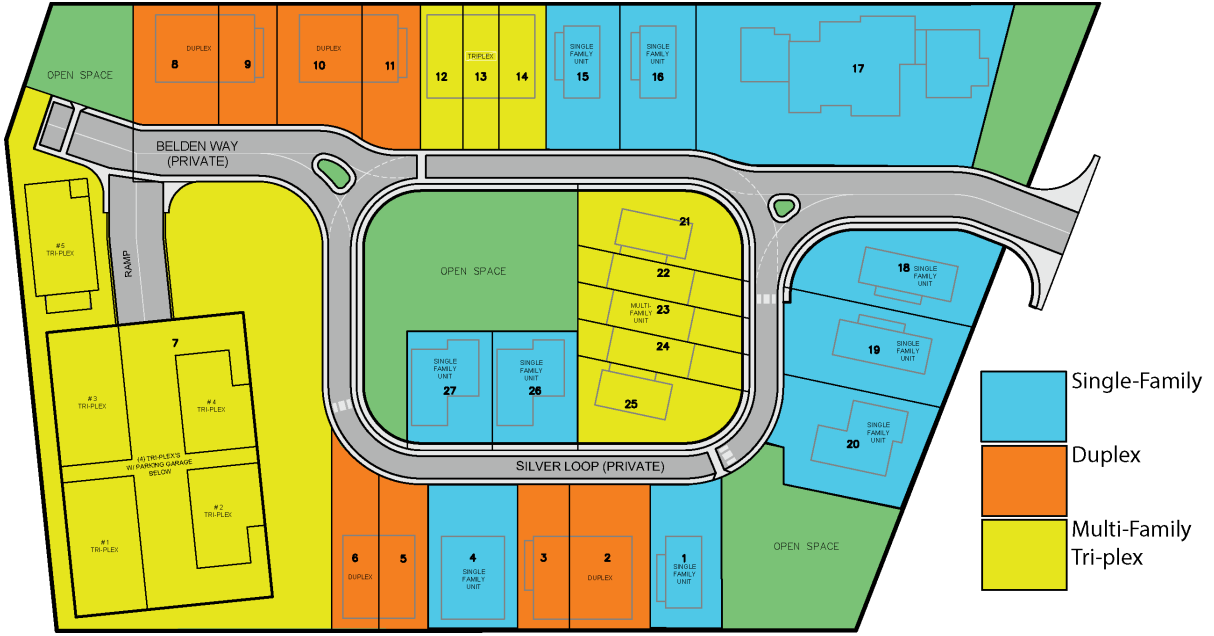 OPEN SPACE
DUPLEX
8
9
DUPLEX
10
11
TRIPLEX
12
13
14
SINGLE
FAMILY
UNIT
15
SINGLE
FAMILY
UNIT
16
17
BELDEN WAY
(PRIVATE)
#5
TRI-PLEX
RAMP
OPEN SPACE
21
22
MULTI-
FAMILY
UNIT
23
24
25
18
SINGLE
FAMILY
UNIT
19
SINGLE
FAMILY
UNIT
20
SINGLE
FAMILY
UNIT
7
#3
TRI-PLEX
#4
TRI-PLEX
(4) TRI-PLEX'S
W/ PARKING GARAGE
BELOW
#1
TRI-PLEX
#2
TRI-PLEX
SINGLE
FAMILY
UNIT
27
SINGLE
FAMILY
UNIT
26
SILVER LOOP (PRIVATE)
6
5
DUPLEX
4
SINGLE
FAMILY
UNIT
3
2
DUPLEX
1
SINGLE
FAMILY
UNIT
OPEN SPACE
Single-Family
Duplex
Multi-Family
Tri-plex